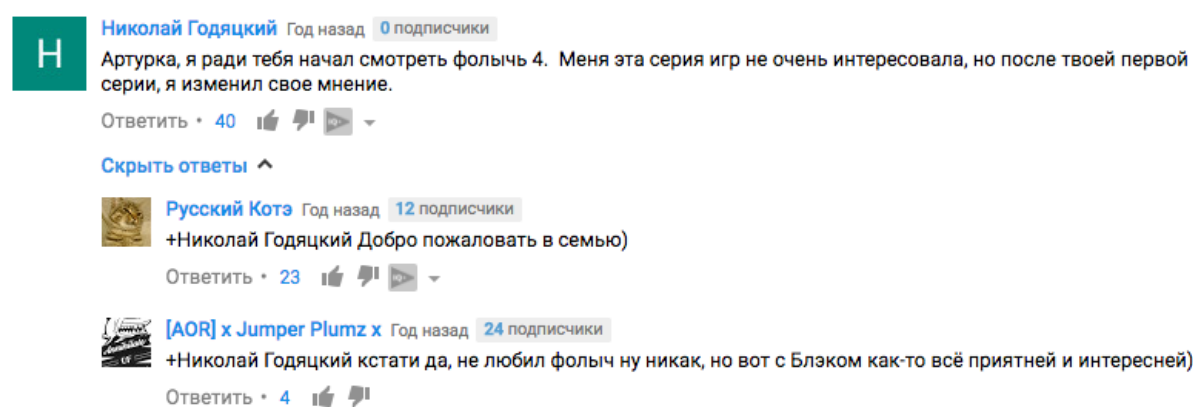 Н
Николай Годяцкий Год назад 0 подписчики
Артурка, я ради тебя начал смотреть фолычь 4. Меня эта серия игр не очень интересовала, но после твоей первой
серии, я изменил свое мнение.
Ответить • 40
Скрыть ответы
Русский Котэ Год назад 12 подписчики
+Николай Годяцкий Добро пожаловать в семью)
Ответить • 23
[AOR] x Jumper Plumz x Год назад 24 подписчики
+Николай Годяцкий кстати да, не любил фолыч ну никак, но вот с Блэком как-то всё приятней и интересней)
Ответить • 4